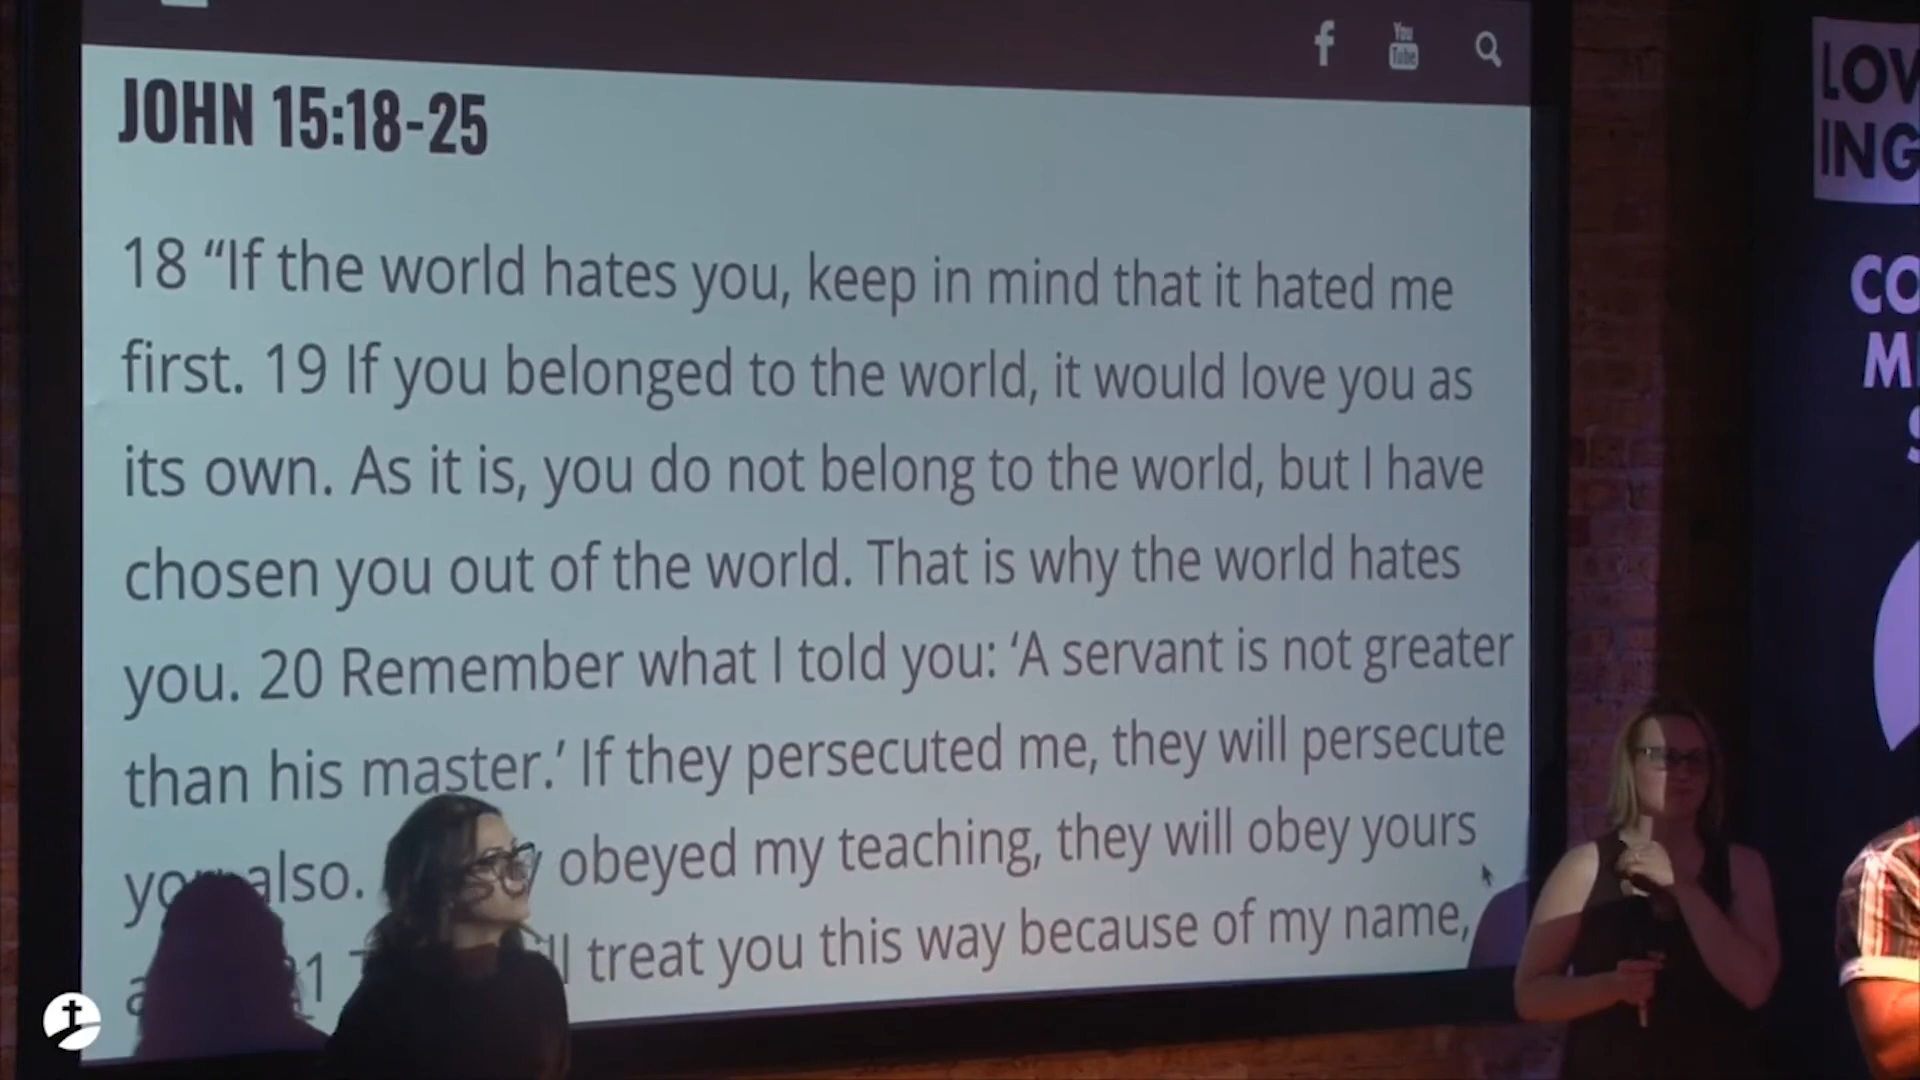 You
Tube
JOHN 15:18-25
18 “If the world hates you, keep in mind that it hated me
first. 19 If you belonged to the world, it would love you as
its own. As it is, you do not belong to the world, but I have
chosen you out of the world. That is why the world hates
you. 20 Remember what I told you: ‘A servant is not greater
than his master.’ If they persecuted me, they will persecute
also. obeyed my teaching, they will obey yours
treat you this way because of my name,
LOV
ING
CO
M